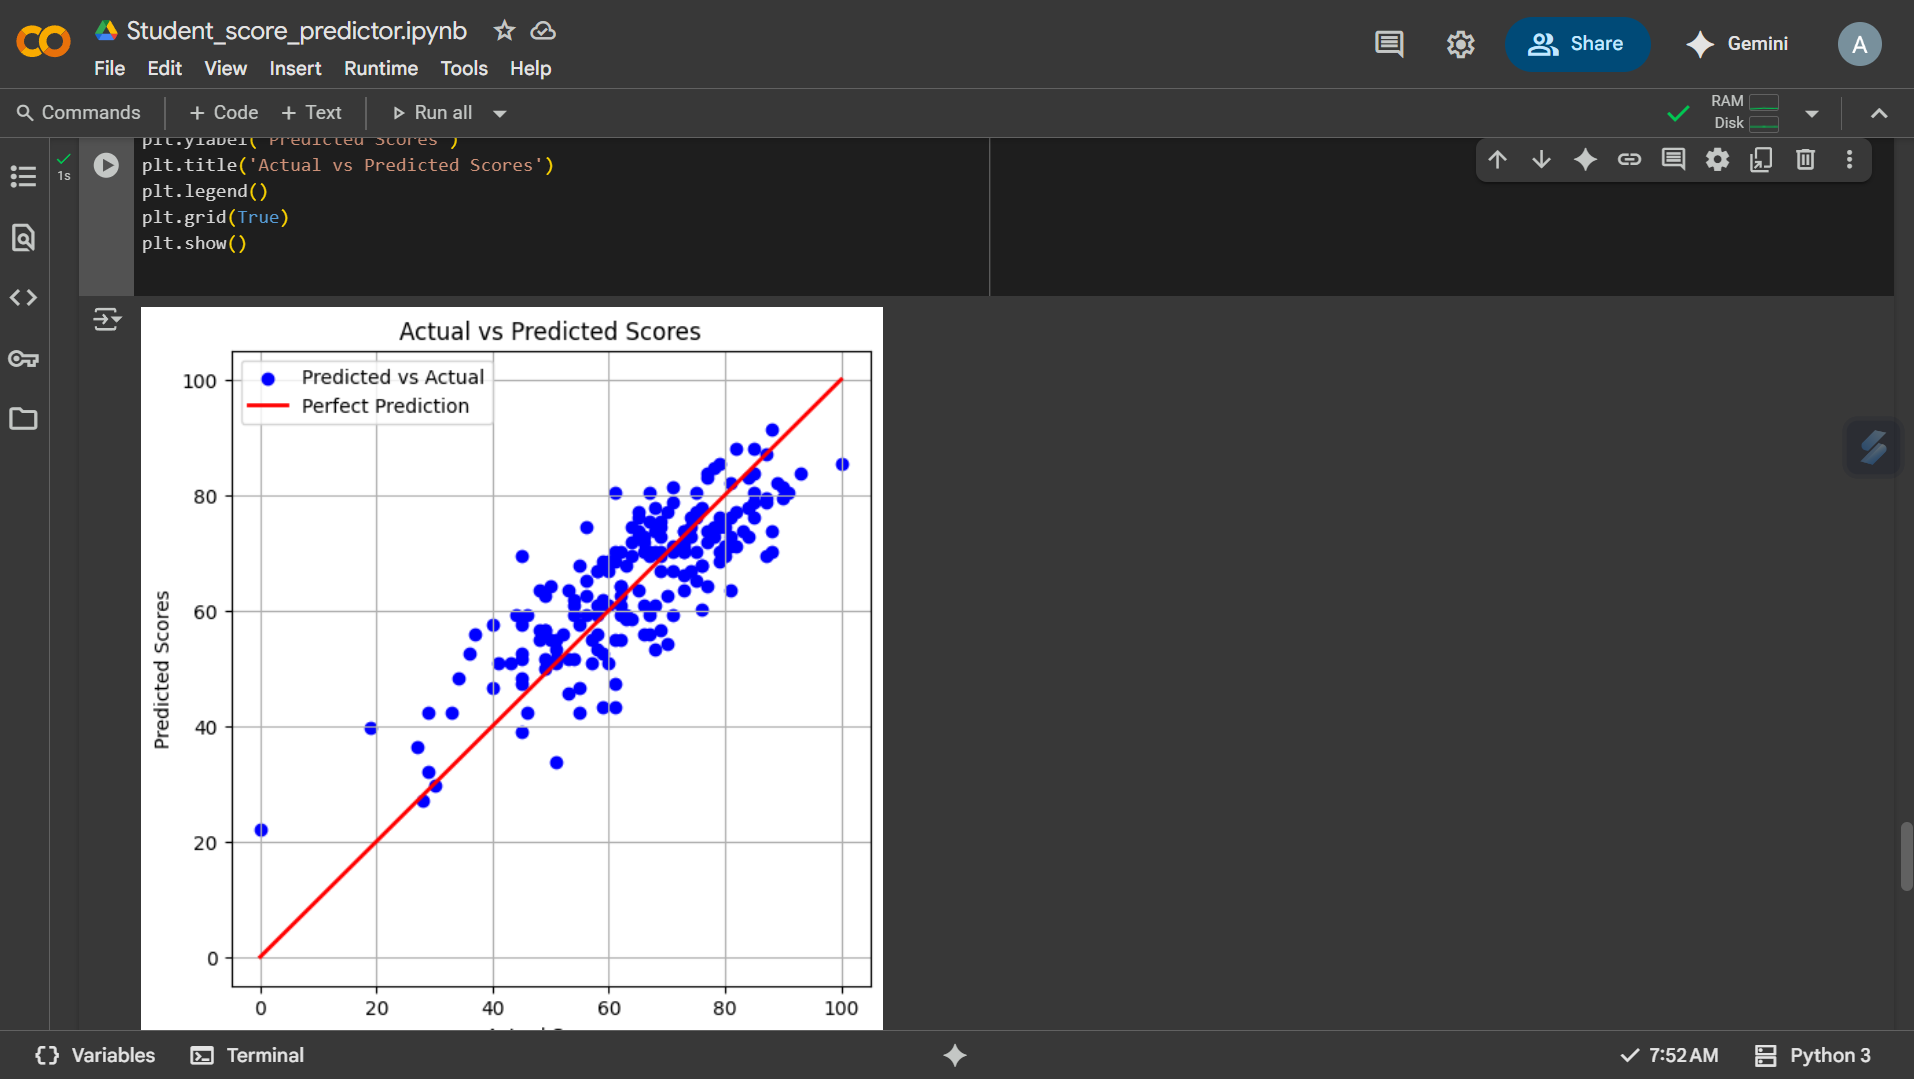 Student_score_predictor.ipynb
File Edit View Insert Runtime Tools Help
Share
Gemini
A
Commands
+ Code + Text
Run all
RAM
Disk
1s
plt.ylabel('Predicted Scores')
plt.title('Actual vs Predicted Scores')
plt.legend()
plt.grid(True)
plt.show()
Actual vs Predicted Scores
Predicted vs Actual
Perfect Prediction
Predicted Scores
100
80
60
40
20
0
0 20 40 60 80 100
Variables
Terminal
7:52 AM
Python 3